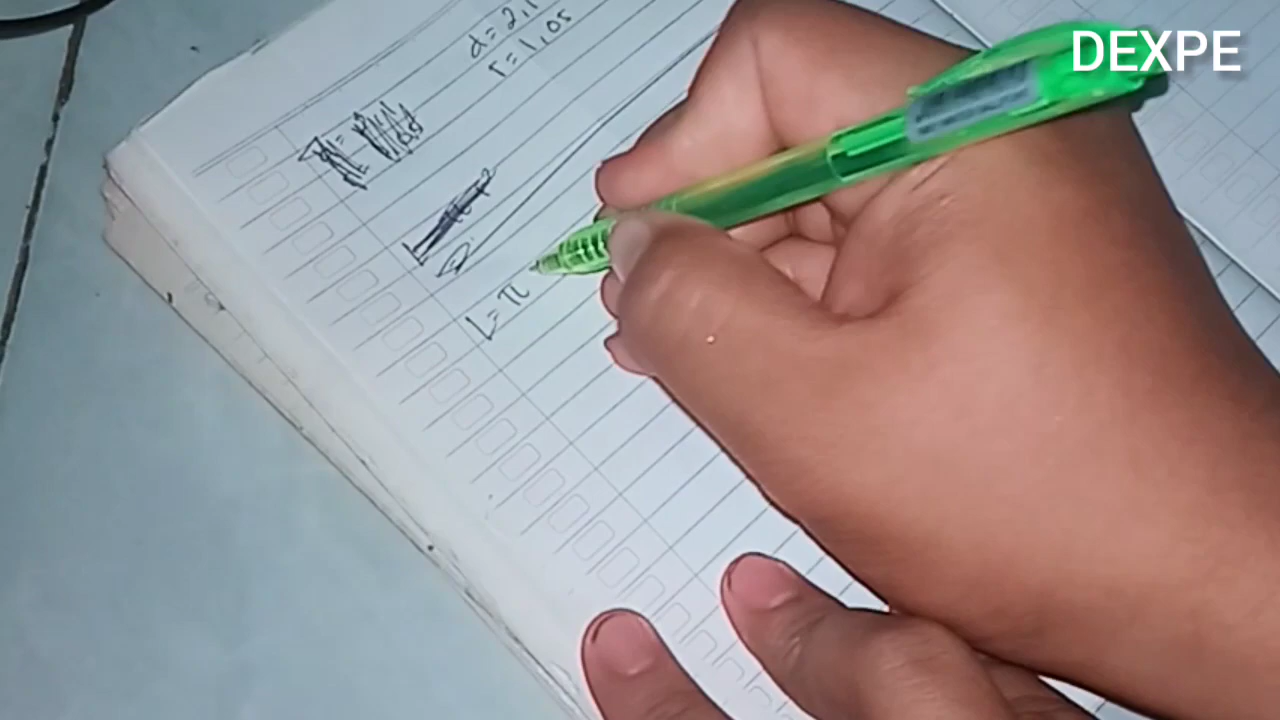 DEXPE
d = 2,1
r = 1,05
L = π